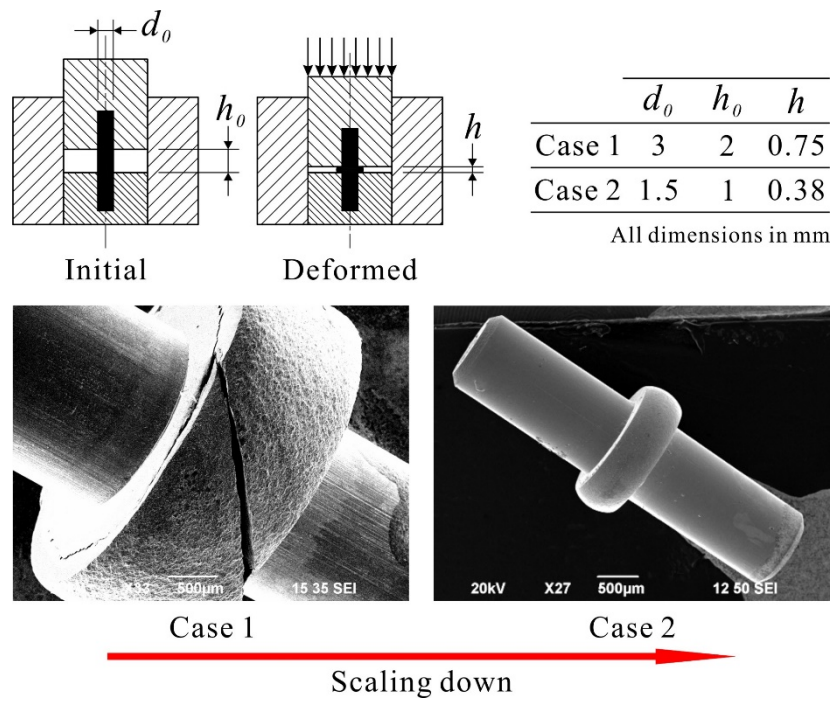 d₀
h₀
h
Initial
Deformed
d₀ h₀ h
Case 1 3 2 0.75
Case 2 1.5 1 0.38
All dimensions in mm
X33 500µm 15 35 SEI
20kV X27 500µm 12 50 SEI
Case 1
Case 2
Scaling down